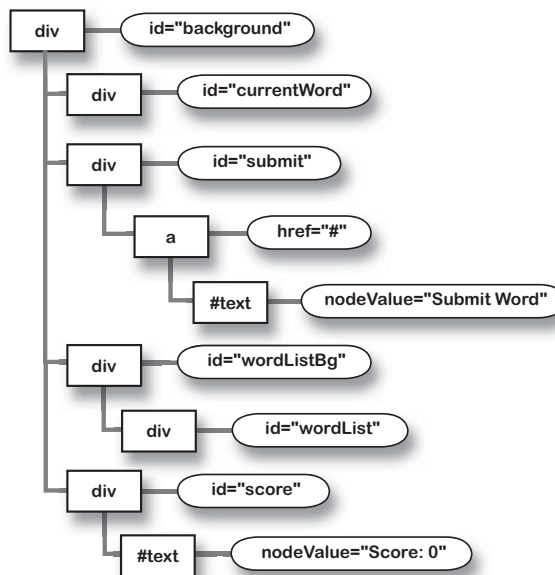 div id="background"
div id="currentWord"
div id="submit"
a href="#"
#text nodeValue="Submit Word"
div id="wordListBg"
div id="wordList"
div id="score"
#text nodeValue="Score: 0"